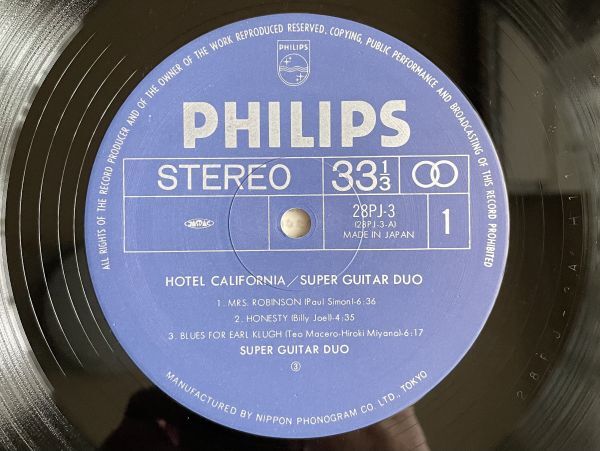 ALL RIGHTS OF THE RECORD PRODUCER AND OF THE OWNER OF THE WORK REPRODUCED RESERVED. COPYING, PUBLIC PERFORMANCE AND BROADCASTING OF THIS RECORD PROHIBITED
PHILIPS
PHILIPS
STEREO 33 1/3
JASRAC
28PJ-3
(28PJ-3-A)
MADE IN JAPAN
1
HOTEL CALIFORNIA／SUPER GUITAR DUO
1. MRS. ROBINSON (Paul Simon)-6:36
2. HONESTY (Billy Joel)-4:35
3. BLUES FOR EARL KLUGH (Teo Macero-Hiroki Miyano)-6:17
SUPER GUITAR DUO
③
MANUFACTURED BY NIPPON PHONOGRAM CO. LTD., TOKYO